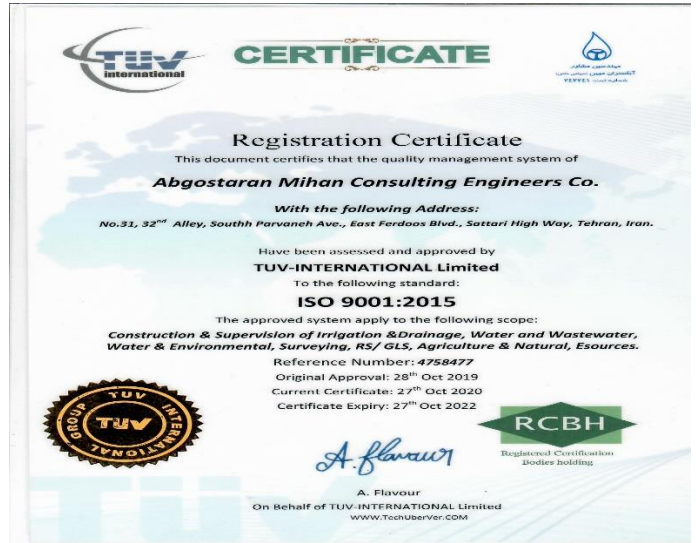 TÜV
international
CERTIFICATE
مهندسین مشاور
آبگستران میهن
Registration Certificate
This document certifies that the quality management system of
Abgostaran Mihan Consulting Engineers Co.
With the following Address:
No.31, 32nd Alley, Southh Parvaneh Ave., East Ferdoos Blvd., Sattari High Way, Tehran, Iran.
Have been assessed and approved by
TUV-INTERNATIONAL Limited
To the following standard:
ISO 9001:2015
The approved system apply to the following scope:
Construction & Supervision of Irrigation &Drainage, Water and Wastewater,
Water & Environmental, Surveying, RS/ GLS, Agriculture & Natural, Esources.
Reference Number: 4758477
Original Approval: 28th Oct 2019
Current Certificate: 27th Oct 2020
Certificate Expiry: 27th Oct 2022
TUV INTERNATIONAL GROUP
TUV
RCBH
Registered Certification
Bodies holding
A. flavour
A. Flavour
On Behalf of TUV-INTERNATIONAL Limited
WWW.TechUberVer.COM
TÜV